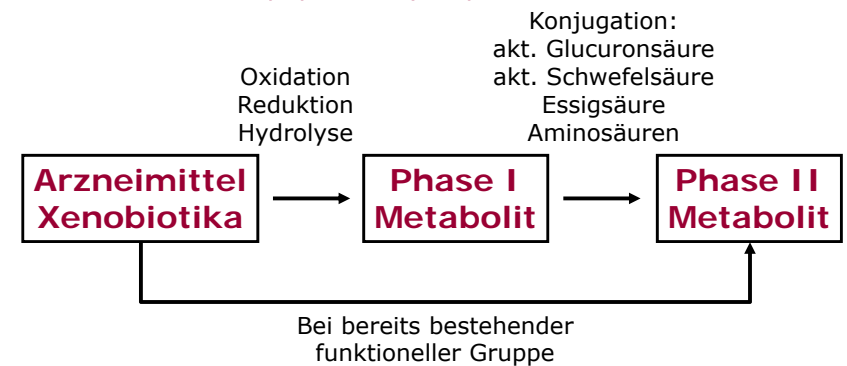 Konjugation:
akt. Glucuronsäure
akt. Schwefelsäure
Essigsäure
Aminosäuren
Oxidation
Reduktion
Hydrolyse
Arzneimittel
Xenobiotika
Phase I
Metabolit
Phase II
Metabolit
Bei bereits bestehender
funktioneller Gruppe